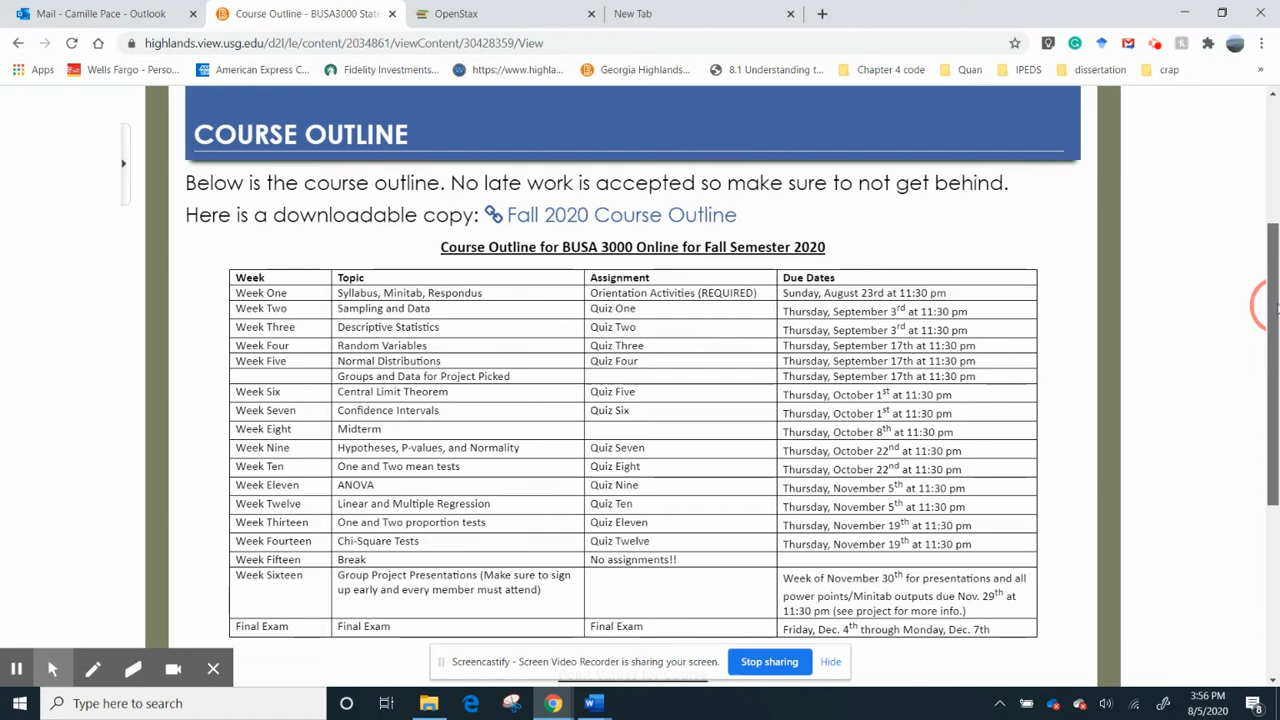 Mail - Camille Pace - Outlook
Course Outline - BUSA3000 State
OpenStax
New Tab
highlands.view.usg.edu/d2l/le/content/2034861/viewContent/30428359/View
Apps
Wells Fargo - Perso...
American Express C...
Fidelity Investments...
https://www.highla...
Georgia Highlands...
8.1 Understanding t...
Chapter 4 code
Quan
IPEDS
dissertation
crap
»
COURSE OUTLINE
Below is the course outline. No late work is accepted so make sure to not get behind.
Here is a downloadable copy: Fall 2020 Course Outline
Course Outline for BUSA 3000 Online for Fall Semester 2020
Week Topic Assignment Due Dates
Week One Syllabus, Minitab, Respondus Orientation Activities (REQUIRED) Sunday, August 23rd at 11:30 pm
Week Two Sampling and Data Quiz One Thursday, September 3rd at 11:30 pm
Week Three Descriptive Statistics Quiz Two Thursday, September 3rd at 11:30 pm
Week Four Random Variables Quiz Three Thursday, September 17th at 11:30 pm
Week Five Normal Distributions Quiz Four Thursday, September 17th at 11:30 pm
Groups and Data for Project Picked Thursday, September 17th at 11:30 pm
Week Six Central Limit Theorem Quiz Five Thursday, October 1st at 11:30 pm
Week Seven Confidence Intervals Quiz Six Thursday, October 1st at 11:30 pm
Week Eight Midterm Thursday, October 8th at 11:30 pm
Week Nine Hypotheses, P-values, and Normality Quiz Seven Thursday, October 22nd at 11:30 pm
Week Ten One and Two mean tests Quiz Eight Thursday, October 22nd at 11:30 pm
Week Eleven ANOVA Quiz Nine Thursday, November 5th at 11:30 pm
Week Twelve Linear and Multiple Regression Quiz Ten Thursday, November 5th at 11:30 pm
Week Thirteen One and Two proportion tests Quiz Eleven Thursday, November 19th at 11:30 pm
Week Fourteen Chi-Square Tests Quiz Twelve Thursday, November 19th at 11:30 pm
Week Fifteen Break No assignments!!
Week Sixteen Group Project Presentations (Make sure to sign Week of November 30th for presentations and all
up early and every member must attend) power points/Minitab outputs due Nov. 29th at
11:30 pm (see project for more info.)
Final Exam Final Exam Final Exam Friday, Dec. 4th through Monday, Dec. 7th
Screencastify - Screen Video Recorder is sharing your screen.
Stop sharing
Hide
Type here to search
3:56 PM
8/5/2020
8